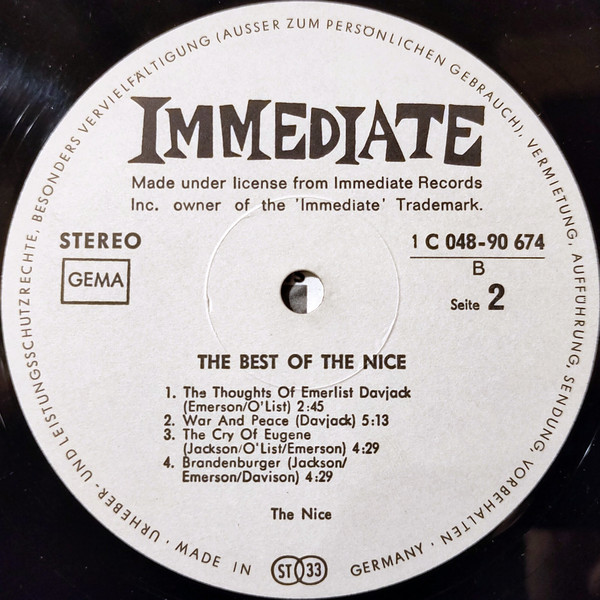 URHEBER- UND LEISTUNGSSCHUTZRECHTE, BESONDERS VERVIELFÄLTIGUNG (AUSSER ZUM PERSÖNLICHEN GEBRAUCH), VERMIETUNG, AUFFÜHRUNG, SENDUNG VORBEHALTEN ·
IMMEDIATE
Made under license from Immediate Records
Inc. owner of the 'Immediate' Trademark.
STEREO
GEMA
1 C 048-90 674
B
Seite 2
THE BEST OF THE NICE
1. The Thoughts Of Emerlist Davjack
(Emerson/O'List) 2:45
2. War And Peace (Davjack) 5:13
3. The Cry Of Eugene
(Jackson/O'List/Emerson) 4:29
4. Brandenburger (Jackson/
Emerson/Davison) 4:29
The Nice
MADE IN GERMANY ·
ST 33